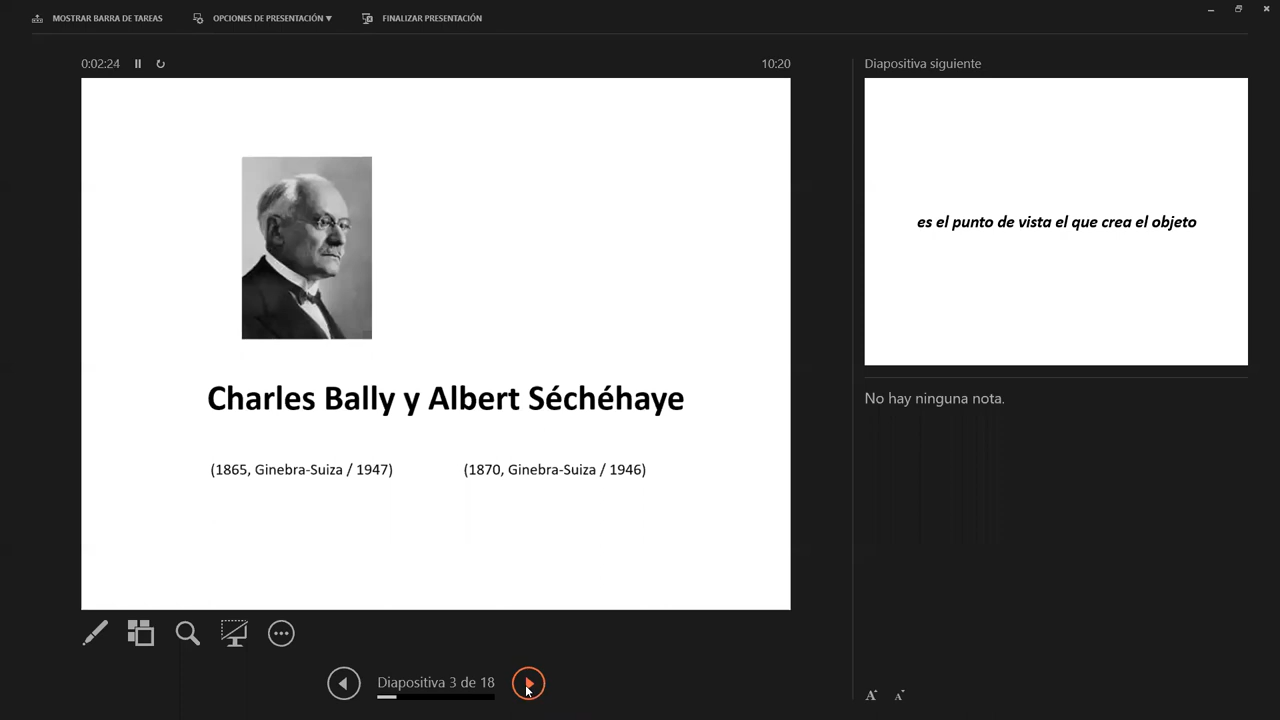 MOSTRAR BARRA DE TAREAS
OPCIONES DE PRESENTACIÓN ▼
FINALIZAR PRESENTACIÓN
0:02:24
10:20
Charles Bally y Albert Séchéhaye
(1865, Ginebra-Suiza / 1947)
(1870, Ginebra-Suiza / 1946)
Diapositiva 3 de 18
Diapositiva siguiente
es el punto de vista el que crea el objeto
No hay ninguna nota.
A A